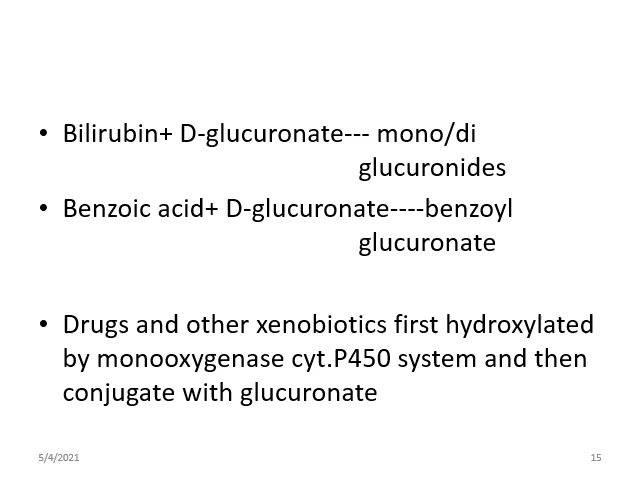 • Bilirubin+ D-glucuronate--- mono/di
glucuronides
• Benzoic acid+ D-glucuronate----benzoyl
glucuronate
• Drugs and other xenobiotics first hydroxylated
by monooxygenase cyt.P450 system and then
conjugate with glucuronate
5/4/2021
15